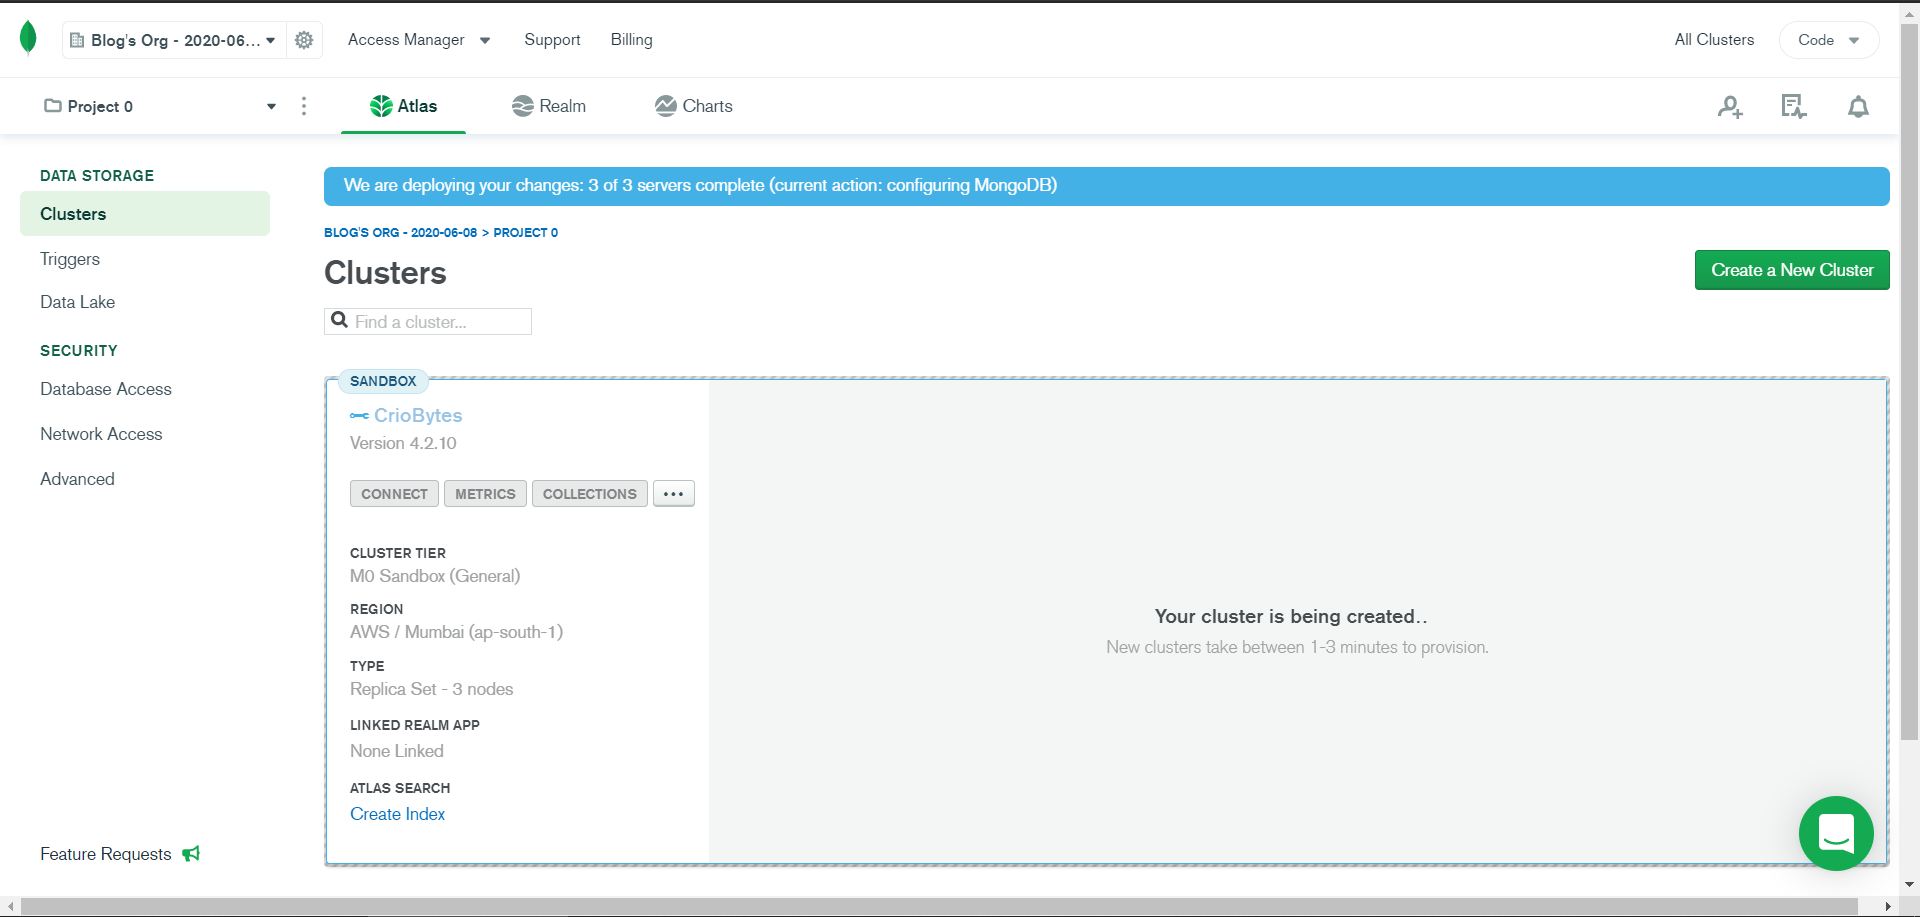 Blog's Org - 2020-06...
Access Manager
Support
Billing
All Clusters
Code
Project 0
Atlas
Realm
Charts
DATA STORAGE
Clusters
Triggers
Data Lake
SECURITY
Database Access
Network Access
Advanced
Feature Requests
We are deploying your changes: 3 of 3 servers complete (current action: configuring MongoDB)
BLOG'S ORG - 2020-06-08 > PROJECT 0
Clusters
Create a New Cluster
Find a cluster...
SANDBOX
CrioBytes
Version 4.2.10
CONNECT METRICS COLLECTIONS ...
CLUSTER TIER
M0 Sandbox (General)
REGION
AWS / Mumbai (ap-south-1)
TYPE
Replica Set - 3 nodes
LINKED REALM APP
None Linked
ATLAS SEARCH
Create Index
Your cluster is being created..
New clusters take between 1-3 minutes to provision.